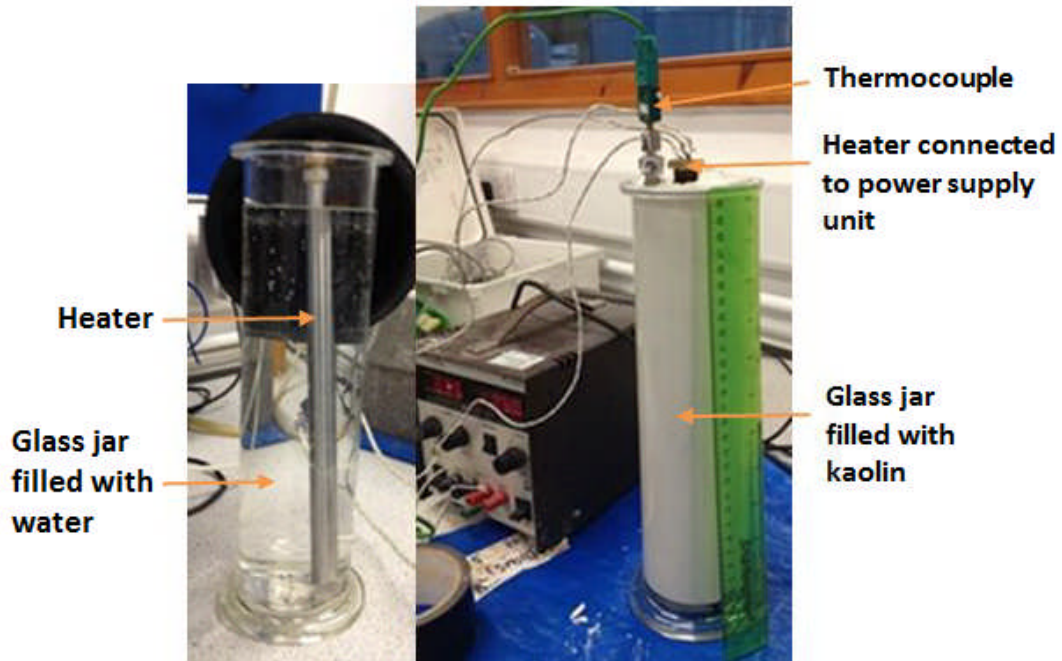 Thermocouple
Heater connected
to power supply
unit
Heater
Glass jar
filled with
water
Glass jar
filled with
kaolin